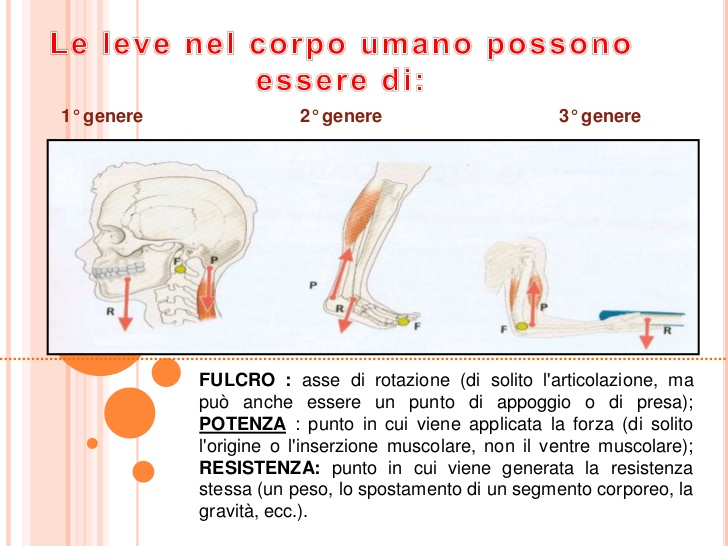 Le leve nel corpo umano possono
essere di:
1° genere 2° genere 3° genere
F P R
P R F
P F R
FULCRO : asse di rotazione (di solito l'articolazione, ma
può anche essere un punto di appoggio o di presa);
POTENZA : punto in cui viene applicata la forza (di solito
l'origine o l'inserzione muscolare, non il ventre muscolare);
RESISTENZA: punto in cui viene generata la resistenza
stessa (un peso, lo spostamento di un segmento corporeo, la
gravità, ecc.).